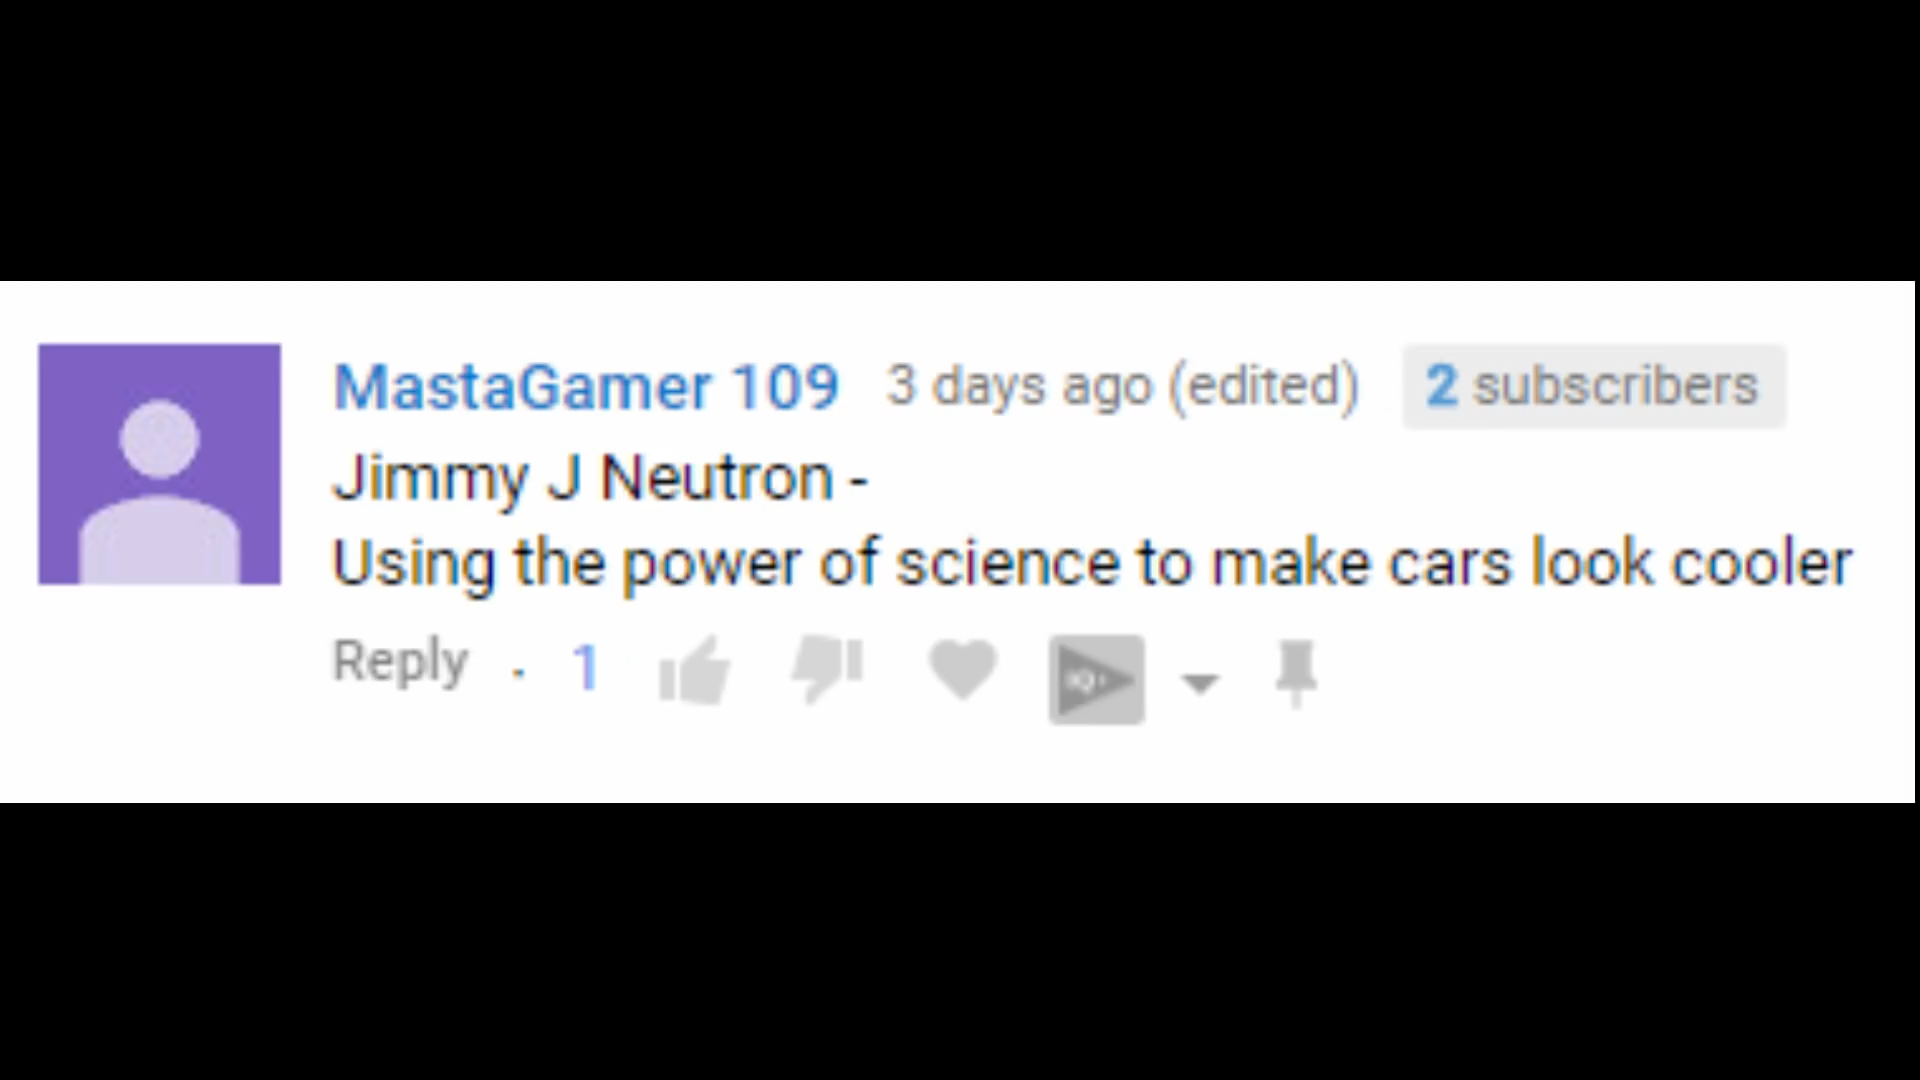 MastaGamer 109 3 days ago (edited) 2 subscribers
Jimmy J Neutron -
Using the power of science to make cars look cooler
Reply · 1